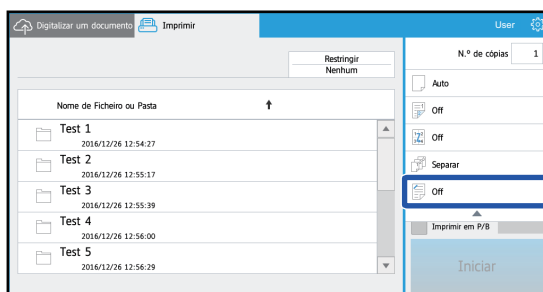 Digitalizar um documento
Imprimir
User
Restringir
Nenhum
Nome de Ficheiro ou Pasta
Test 1
2016/12/26 12:54:27
Test 2
2016/12/26 12:55:17
Test 3
2016/12/26 12:55:39
Test 4
2016/12/26 12:56:00
Test 5
2016/12/26 12:56:29
N.º de cópias
1
Auto
Off
Off
Separar
Off
Imprimir em P/B
Iniciar